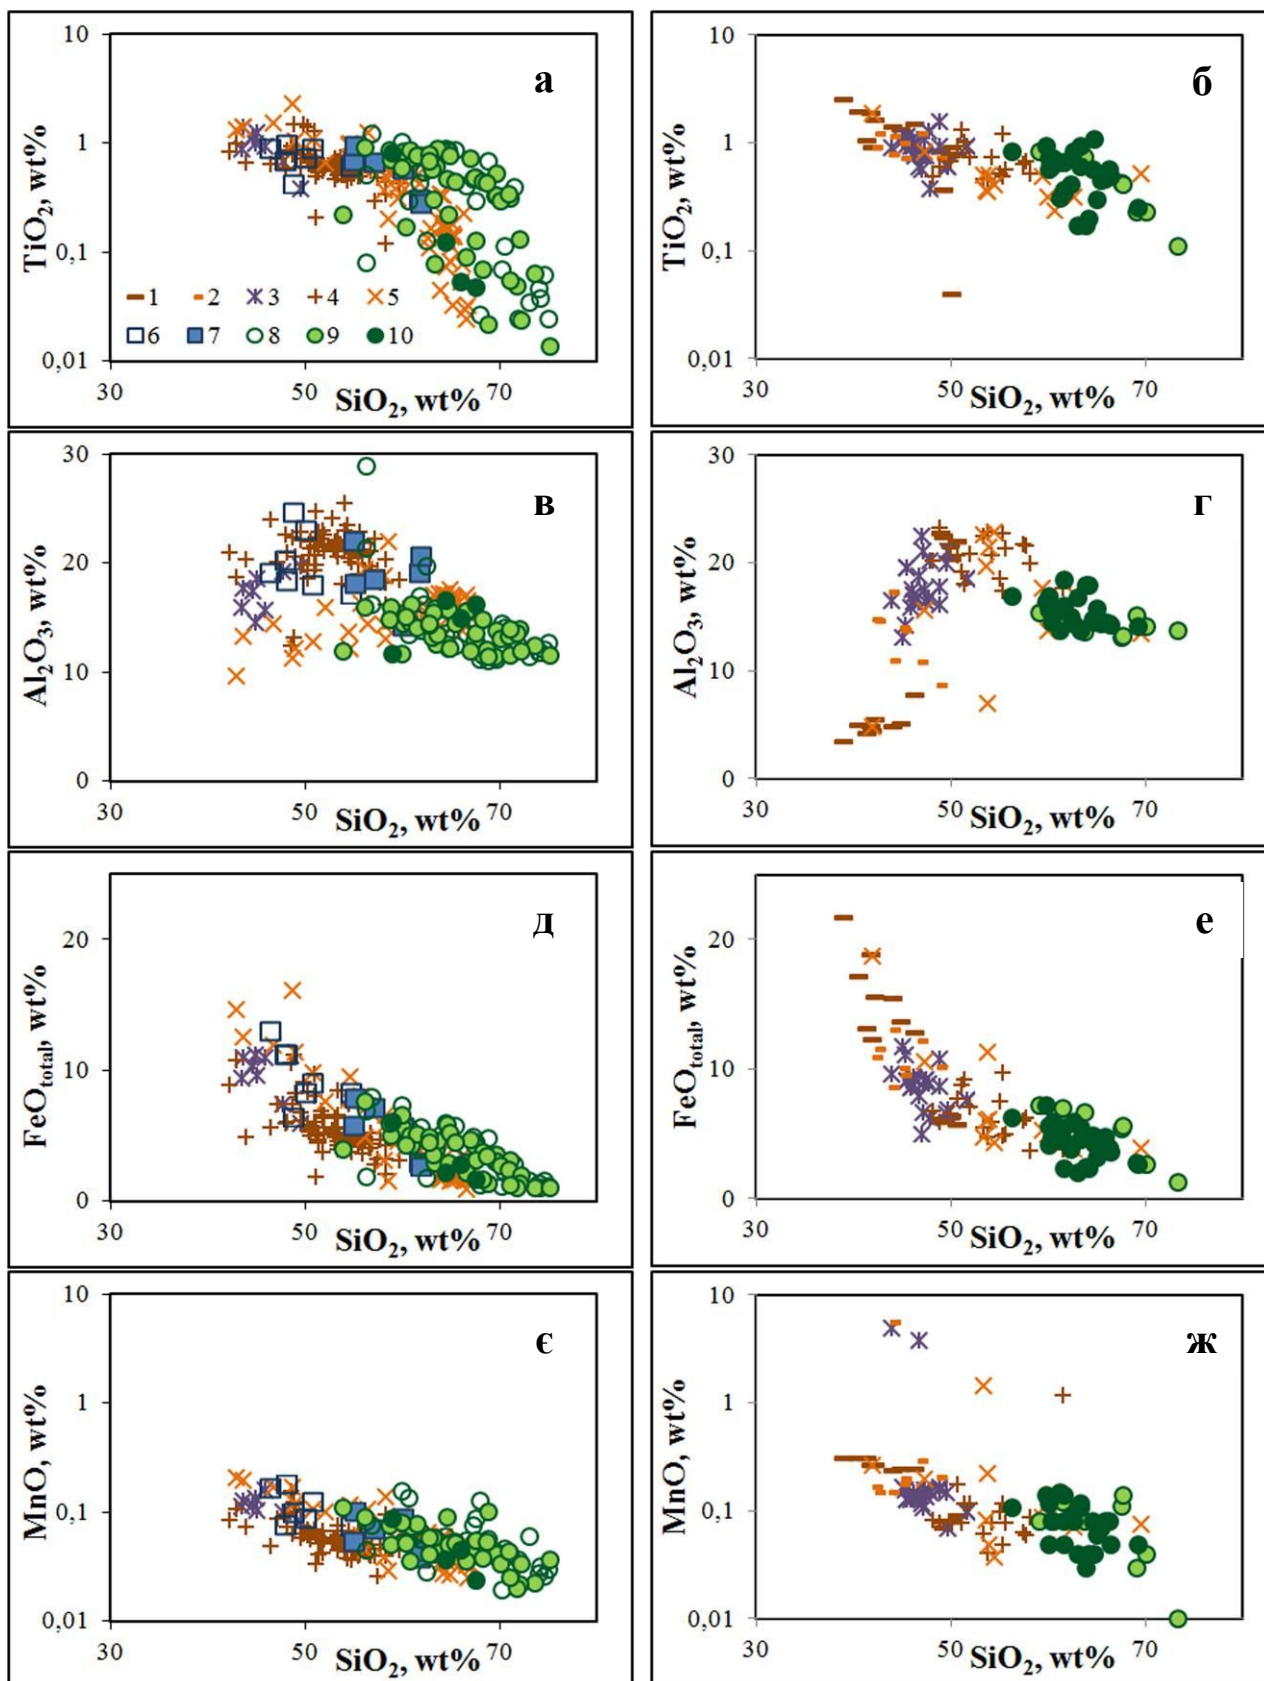 10
а
TiO2, wt%
1
0,1
1 2 3 4 5
6 7 8 9 10
0,01
30 50 70
SiO2, wt%
10
б
TiO2, wt%
1
0,1
0,01
30 50 70
SiO2, wt%
30
в
Al2O3, wt%
20
10
0
30 50 70
SiO2, wt%
30
г
Al2O3, wt%
20
10
0
30 50 70
SiO2, wt%
д
FeOtotal, wt%
20
10
0
30 50 70
SiO2, wt%
е
FeOtotal, wt%
20
10
0
30 50 70
SiO2, wt%
10
є
MnO, wt%
1
0,1
0,01
30 50 70
SiO2, wt%
10
ж
MnO, wt%
1
0,1
0,01
30 50 70
SiO2, wt%